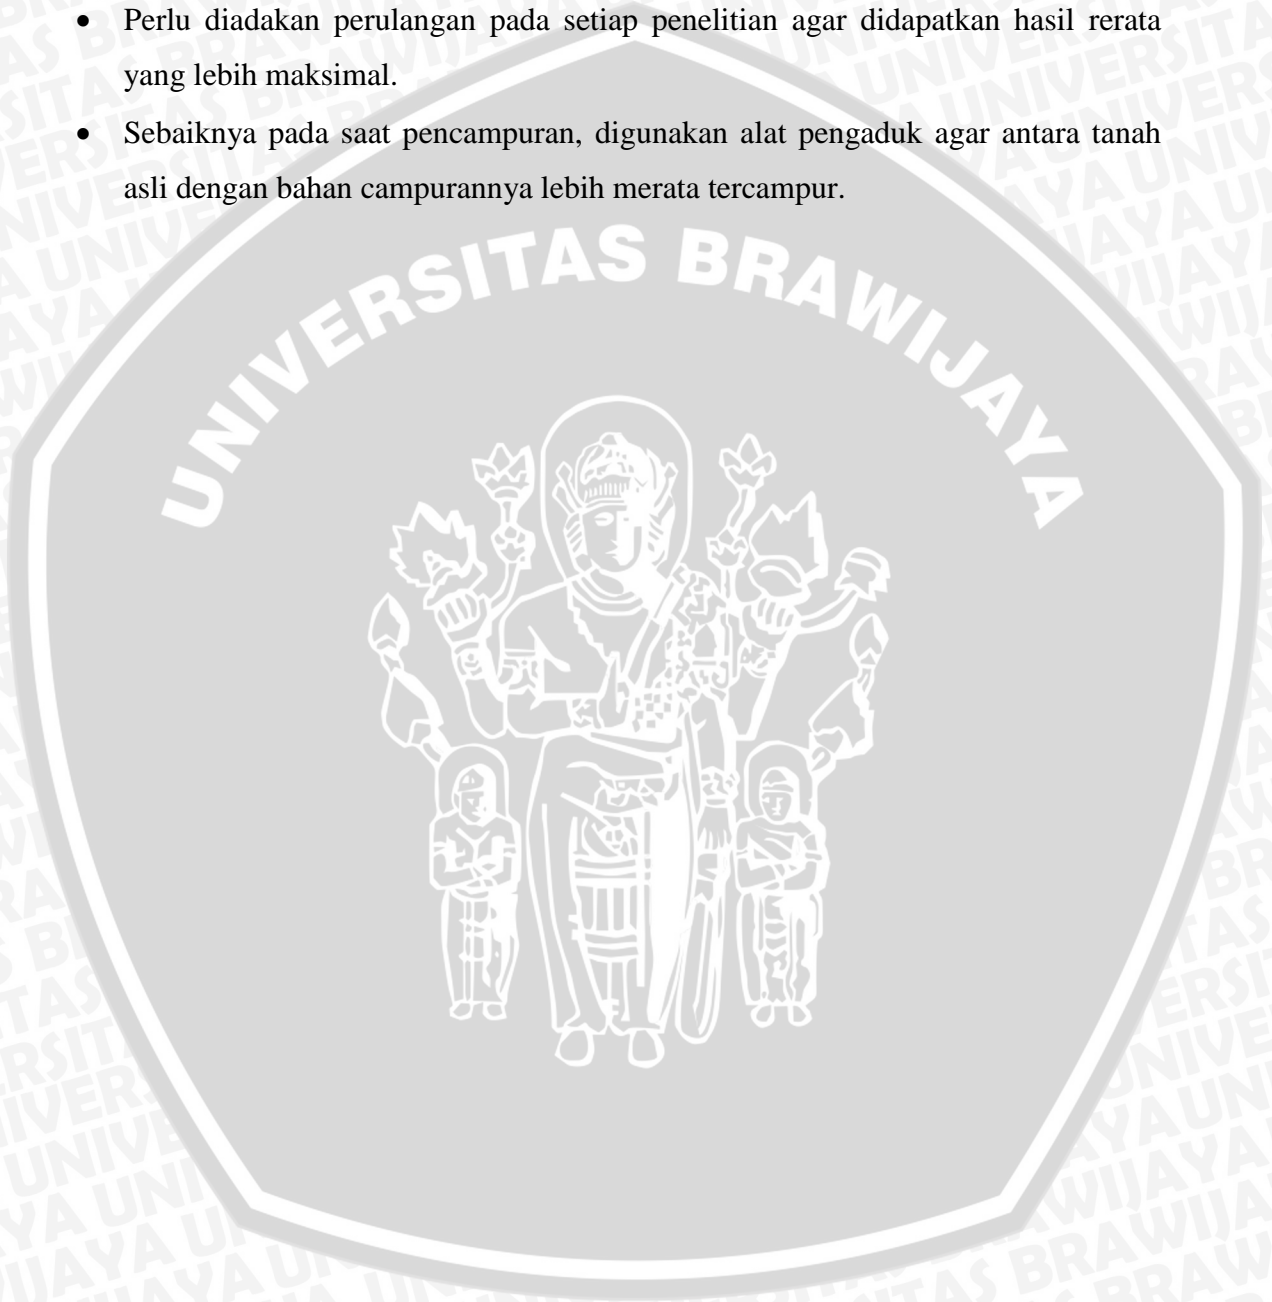 • Perlu diadakan perulangan pada setiap penelitian agar didapatkan hasil rerata
yang lebih maksimal.
• Sebaiknya pada saat pencampuran, digunakan alat pengaduk agar antara tanah
asli dengan bahan campurannya lebih merata tercampur.
UNIVERSITAS BRAWIJAYA